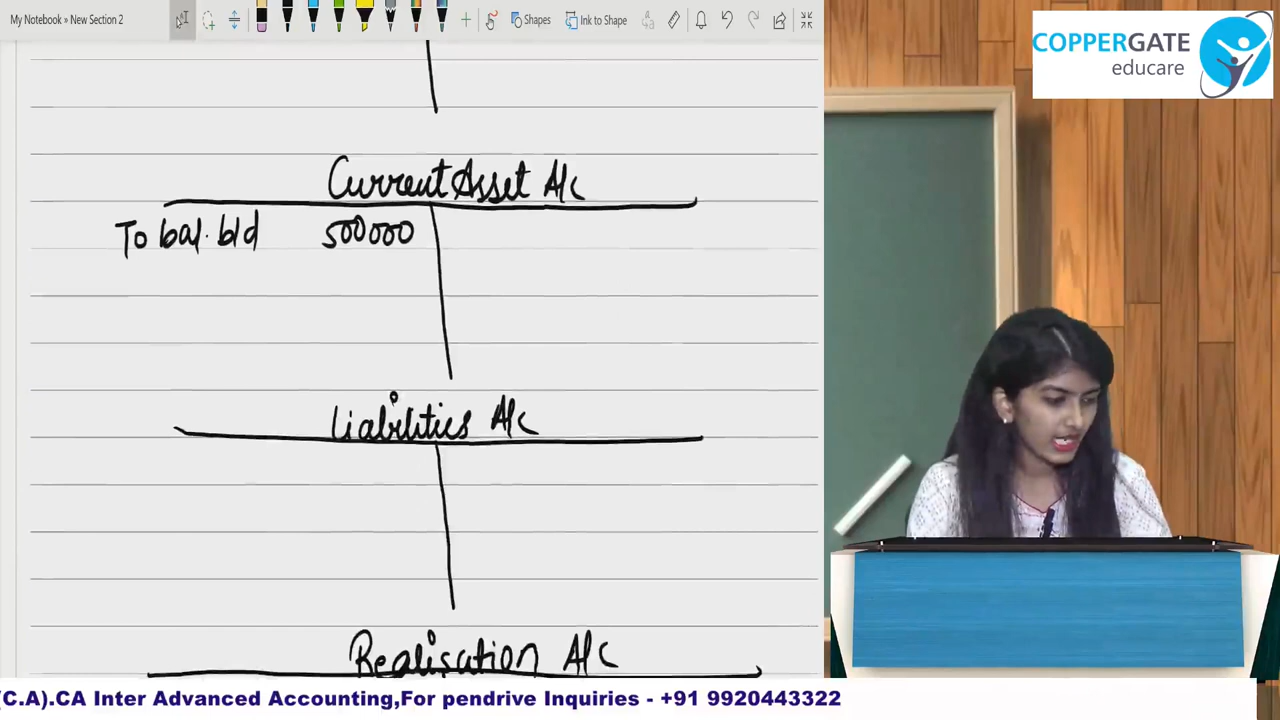 My Notebook » New Section 2
Shapes
Ink to Shape
COPPERGATE
educare
Current Asset A/c
To bal. b/d 500000
Liabilities A/c
Realisation A/c
(C.A).CA Inter Advanced Accounting,For pendrive Inquiries - +91 9920443322